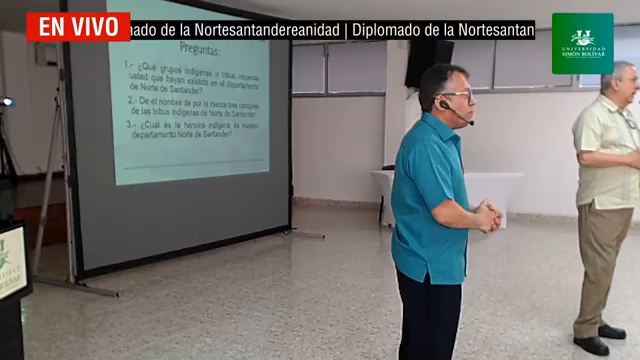 EN VIVO
mado de la Nortesantandereanidad | Diplomado de la Nortesantan
UNIVERSIDAD
SIMÓN BOLÍVAR
Preguntas:
1.- ¿Qué grupos indígenas o tribus recuerda
usted que hayan existido en el departamento
de Norte de Santander?
2.- De el nombre de por lo menos tres caciques
de las tribus indígenas de Norte de Santander
3.- ¿Cuál es la heroína indígena de nuestro
departamento Norte de Santander?